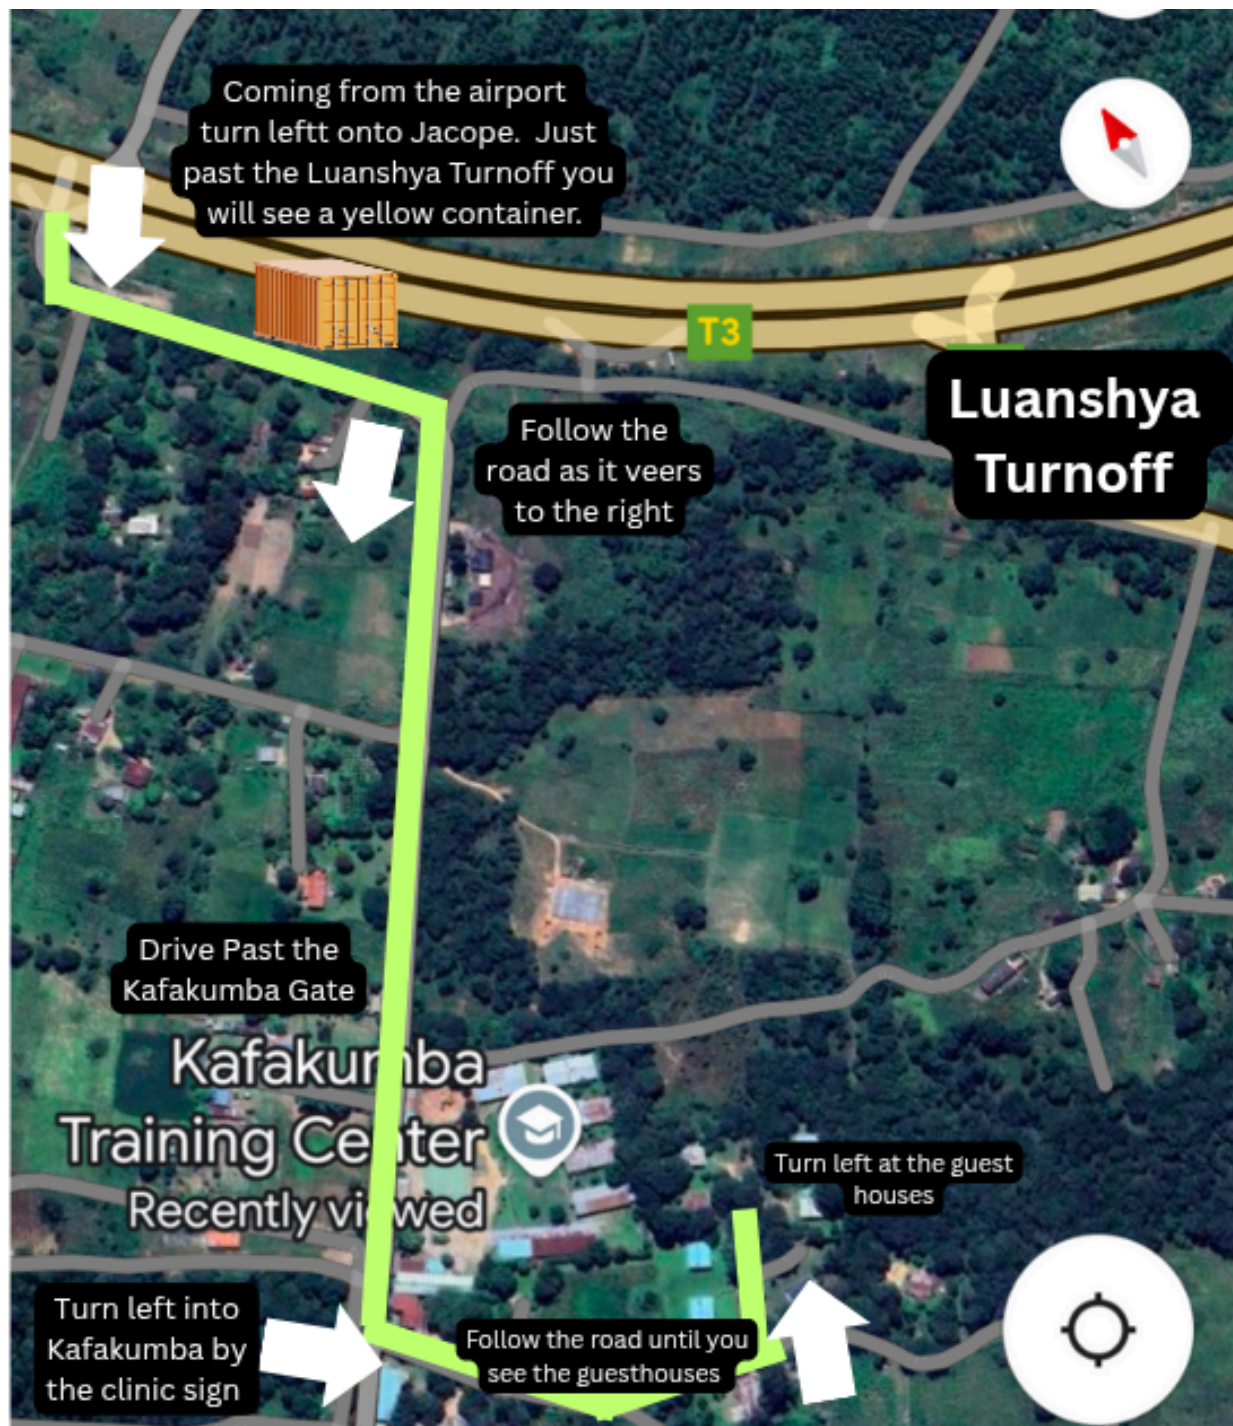 Coming from the airport
turn leftt onto Jacope. Just
past the Luanshya Turnoff you
will see a yellow container.
T3
Luanshya
Turnoff
Follow the
road as it veers
to the right
Drive Past the
Kafakumba Gate
Kafakumba
Training Center
Recently viewed
Turn left at the guest
houses
Turn left into
Kafakumba by
the clinic sign
Follow the road until you
see the guesthouses